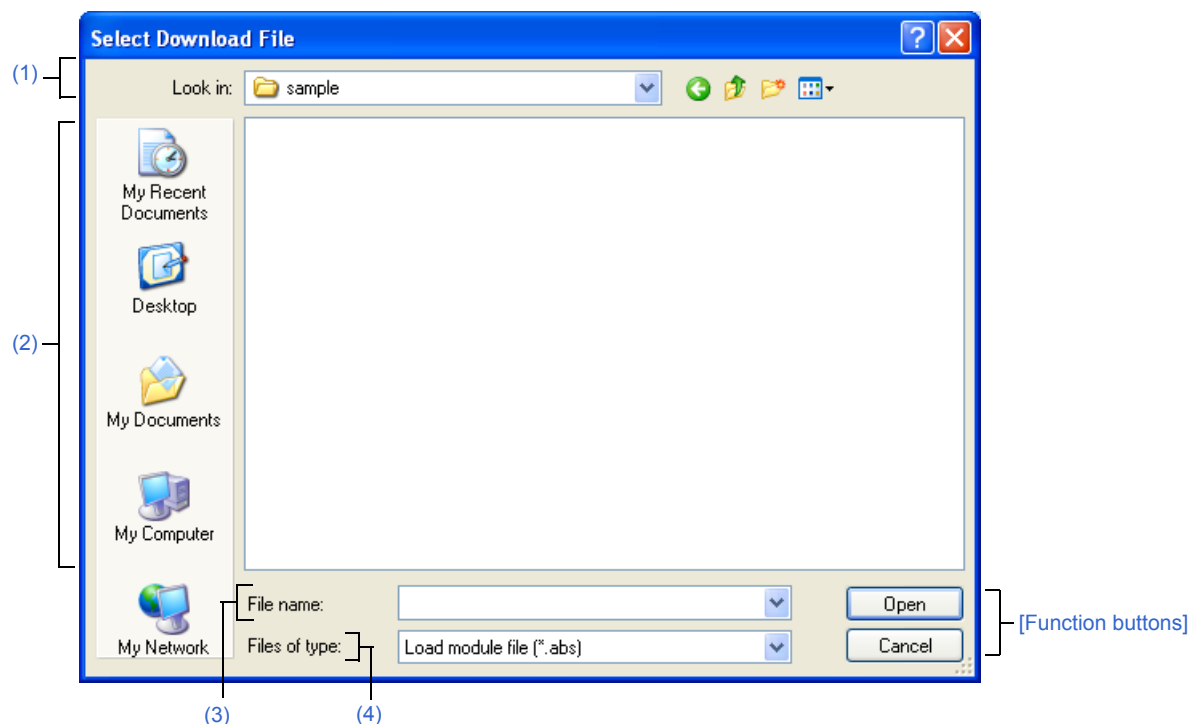 Select Download File
?
(1)
Look in:
sample
(2)
My Recent
Documents
Desktop
My Documents
My Computer
My Network
File name:
Open
[Function buttons]
Files of type:
Load module file (*.abs)
Cancel
(3)
(4)